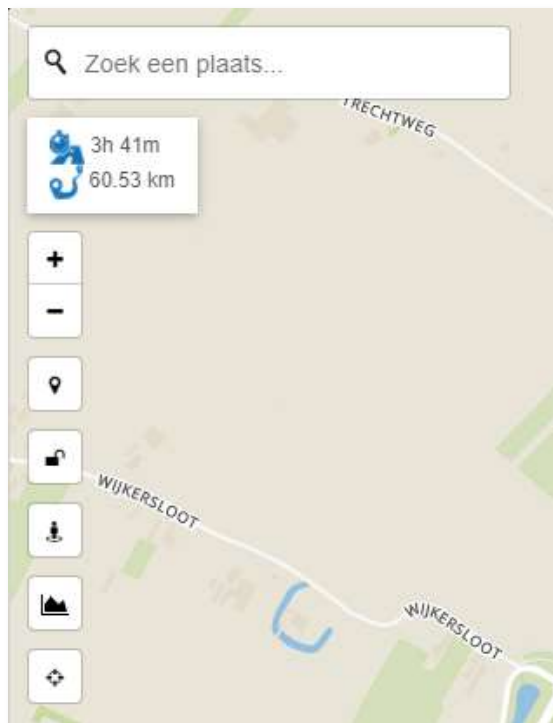 Zoek een plaats...
TRECHTWEG
3h 41m
60.53 km
+
-
WIJKERSLOOT
WIJKERSLOOT